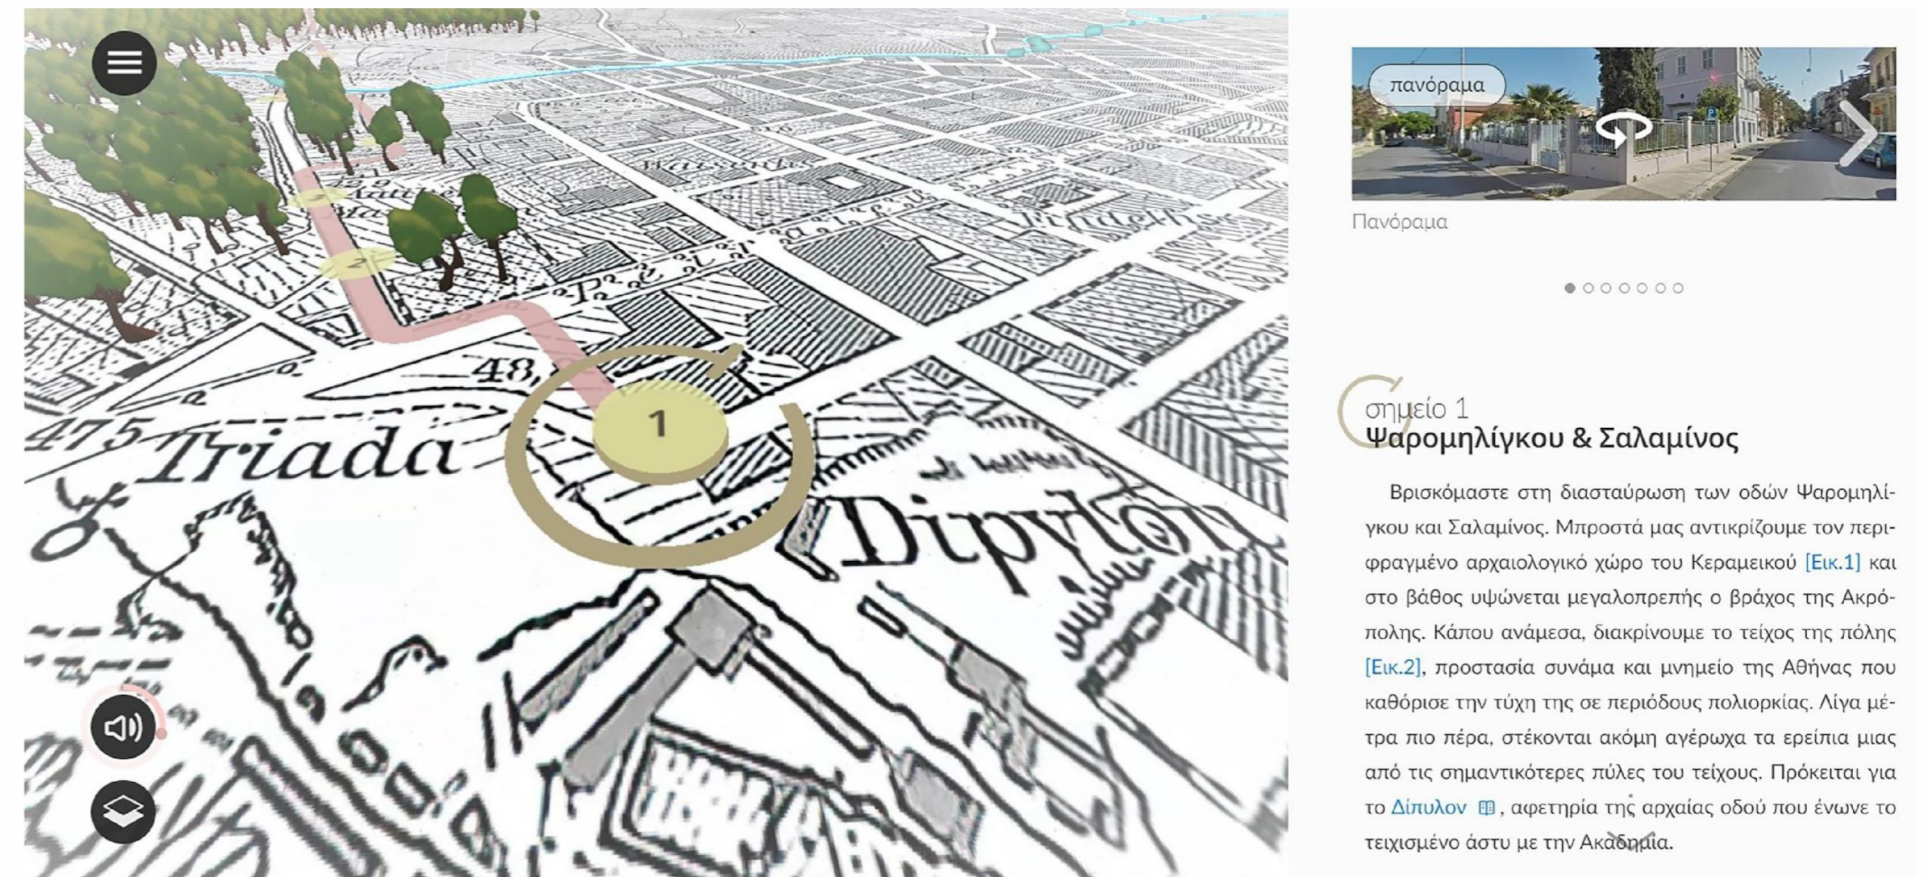 2
48,
1
475
Triada
Dipylon
πανόραμα
Πανόραμα
σημείο 1
Ψαρομηλίγκου & Σαλαμίνος
Βρισκόμαστε στη διασταύρωση των οδών Ψαρομηλί-
γκου και Σαλαμίνος. Μπροστά μας αντικρίζουμε τον περι-
φραγμένο αρχαιολογικό χώρο του Κεραμεικού [Εικ.1] και
στο βάθος υψώνεται μεγαλοπρεπής ο βράχος της Ακρό-
πολης. Κάπου ανάμεσα, διακρίνουμε το τείχος της πόλης
[Εικ.2], προστασία συνάμα και μνημείο της Αθήνας που
καθόρισε την τύχη της σε περιόδους πολιορκίας. Λίγα μέ-
τρα πιο πέρα, στέκονται ακόμη αγέρωχα τα ερείπια μιας
από τις σημαντικότερες πύλες του τείχους. Πρόκειται για
το Δίπυλον , αφετηρία της αρχαίας οδού που ένωνε το
τειχισμένο άστυ με την Ακαδημία.